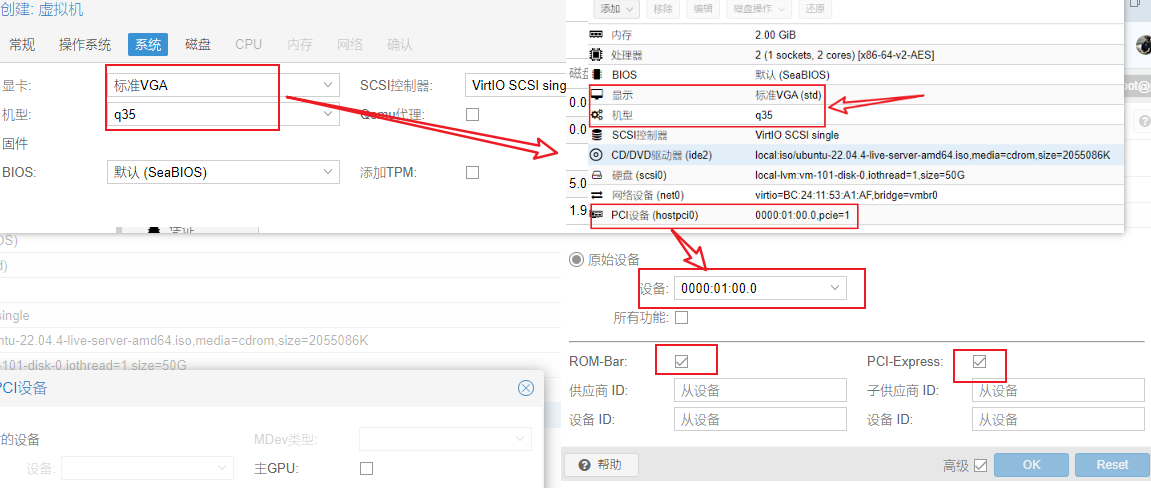 创建: 虚拟机
常规 操作系统 系统 磁盘 CPU 内存 网络 确认
显卡: 标准VGA SCSI控制器: VirtIO SCSI sing
机型: q35 Qemu代理:
固件
BIOS: 默认 (SeaBIOS) 添加TPM:
添加 移除 编辑 磁盘操作 还原
内存 2.00 GiB
处理器 2 (1 sockets, 2 cores) [x86-64-v2-AES]
BIOS 默认 (SeaBIOS)
显示 标准VGA (std)
机型 q35
SCSI控制器 VirtIO SCSI single
CD/DVD驱动器 (ide2) local:iso/ubuntu-22.04.4-live-server-amd64.iso,media=cdrom,size=2055086K
硬盘 (scsi0) local-lvm:vm-101-disk-0,iothread=1,size=50G
网络设备 (net0) virtio=BC:24:11:53:A1:AF,bridge=vmbr0
PCI设备 (hostpci0) 0000:01:00.0,pcie=1
磁
0.0
0.0
5.0
1.9
OS)
d)
single
untu-22.04.4-live-server-amd64.iso,media=cdrom,size=2055086K
101-disk-0,iothread=1,size=50G
PCI设备
的设备 MDev类型:
设备: 主GPU:
原始设备
设备: 0000:01:00.0
所有功能:
ROM-Bar: PCI-Express:
供应商 ID: 从设备 子供应商 ID: 从设备
设备 ID: 从设备 设备 ID: 从设备
帮助 高级 OK Reset